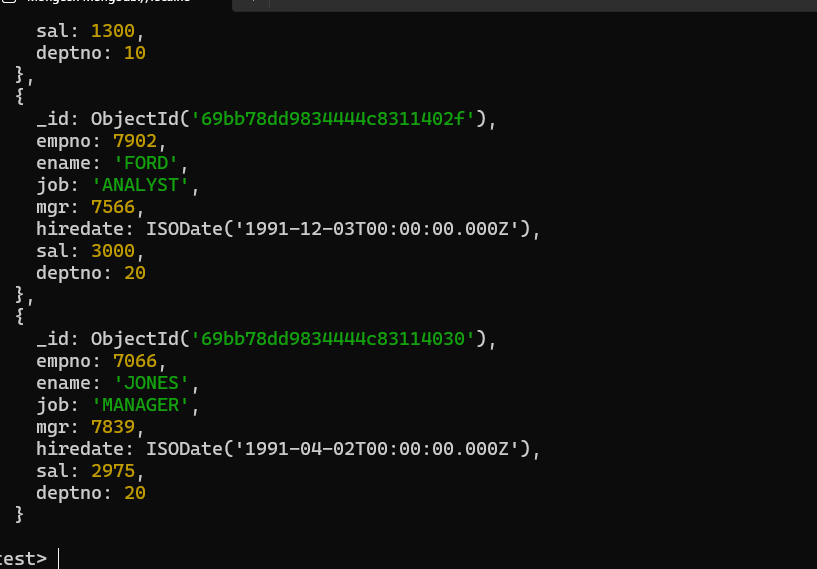 sal: 1300,
deptno: 10
},
{
_id: ObjectId('69bb78dd9834444c8311402f'),
empno: 7902,
ename: 'FORD',
job: 'ANALYST',
mgr: 7566,
hiredate: ISODate('1991-12-03T00:00:00.000Z'),
sal: 3000,
deptno: 20
},
{
_id: ObjectId('69bb78dd9834444c83114030'),
empno: 7066,
ename: 'JONES',
job: 'MANAGER',
mgr: 7839,
hiredate: ISODate('1991-04-02T00:00:00.000Z'),
sal: 2975,
deptno: 20
}
test>